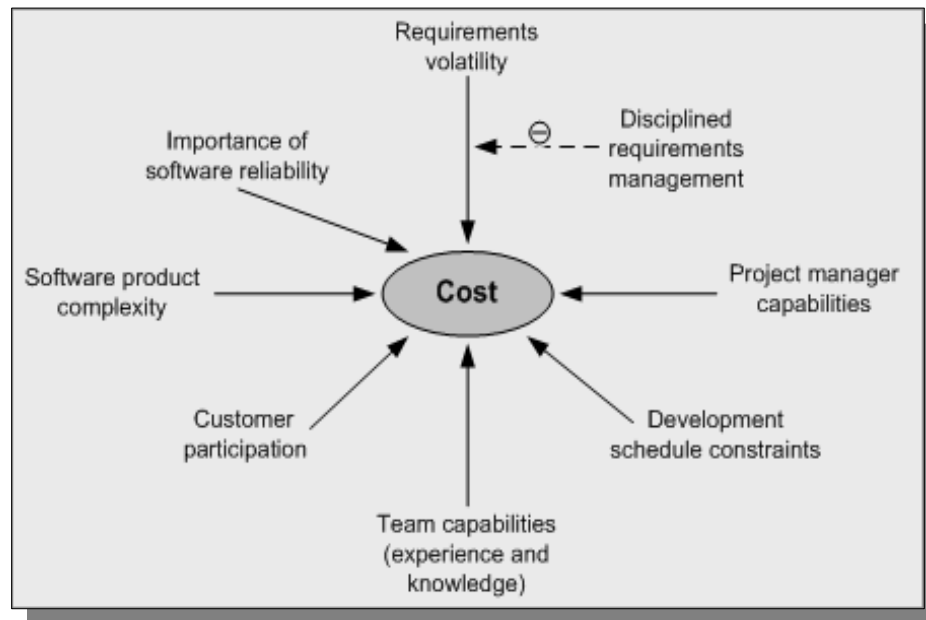 Requirements
volatility
Disciplined
requirements
management
Importance of
software reliability
Software product
complexity
Cost
Project manager
capabilities
Customer
participation
Development
schedule constraints
Team capabilities
(experience and
knowledge)